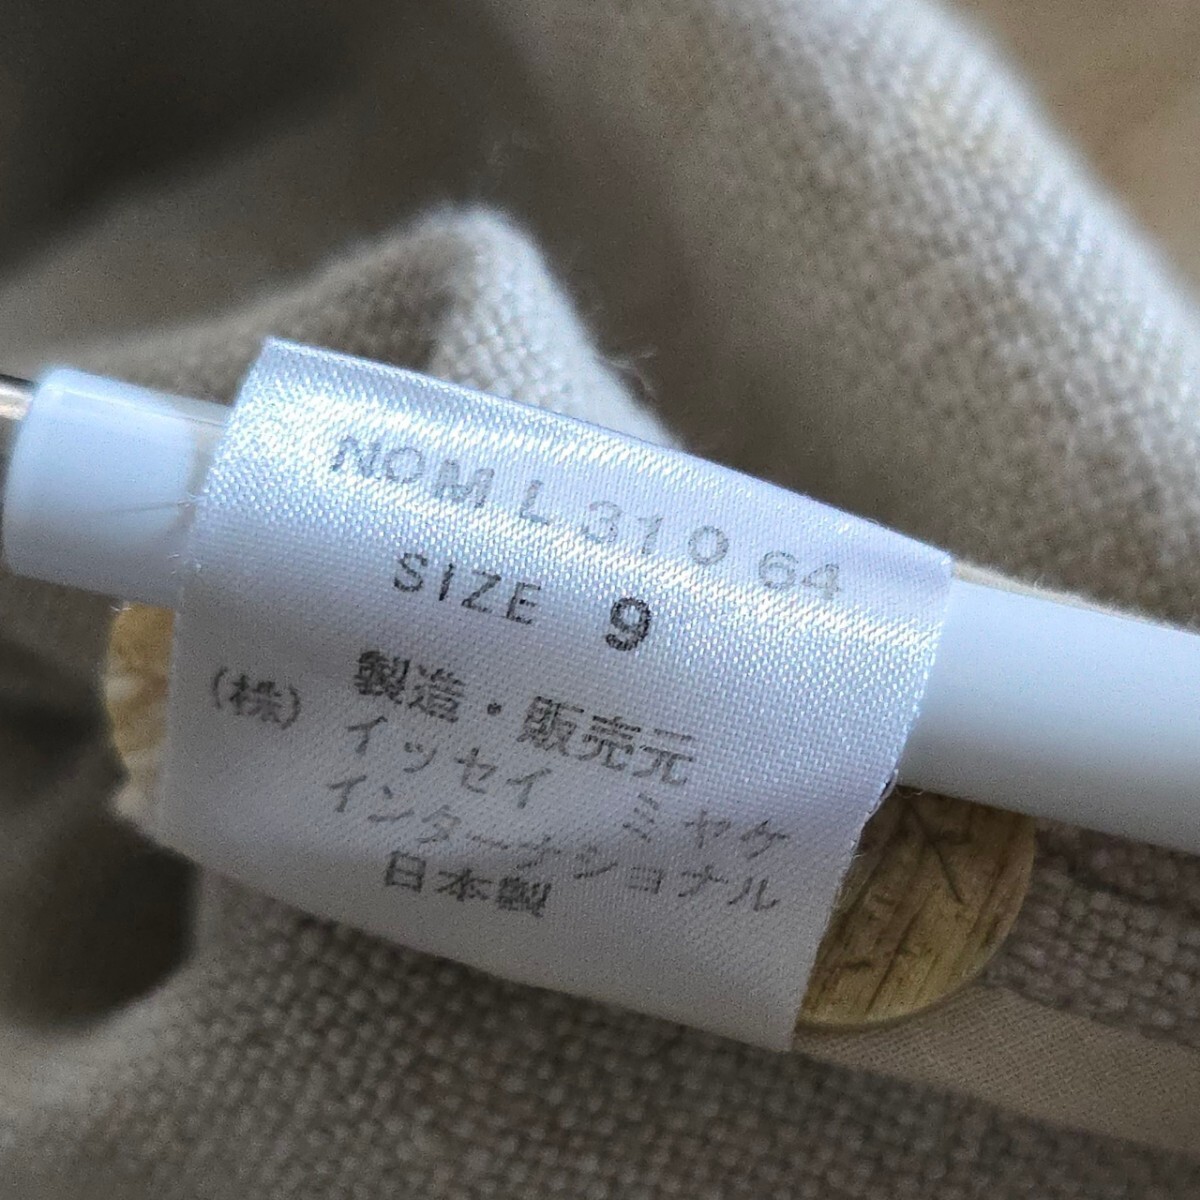 NOM L 310 64
SIZE 9
製造・販売元
(株) イッセイ ミヤケ
インターナショナル
日本製